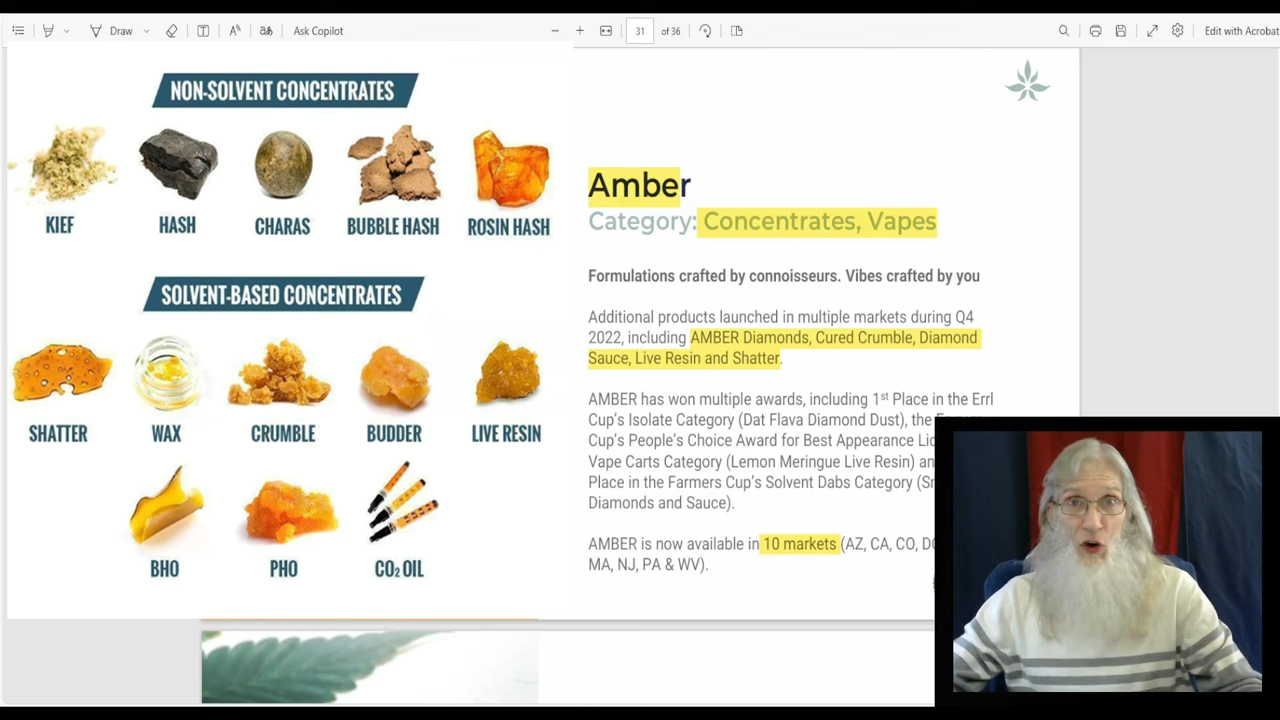 Draw
Ask Copilot
31 of 36
Edit with Acrobat
NON-SOLVENT CONCENTRATES
KIEF
HASH
CHARAS
BUBBLE HASH
ROSIN HASH
SOLVENT-BASED CONCENTRATES
SHATTER
WAX
CRUMBLE
BUDDER
LIVE RESIN
BHO
PHO
CO₂ OIL
Amber
Category: Concentrates, Vapes
Formulations crafted by connoisseurs. Vibes crafted by you
Additional products launched in multiple markets during Q4
2022, including AMBER Diamonds, Cured Crumble, Diamond
Sauce, Live Resin and Shatter.
AMBER has won multiple awards, including 1st Place in the Errl
Cup's Isolate Category (Dat Flava Diamond Dust), the
Cup's People's Choice Award for Best Appearance
Vape Carts Category (Lemon Meringue Live Resin)
Place in the Farmers Cup's Solvent Dabs Category
Diamonds and Sauce).
AMBER is now available in 10 markets (AZ, CA, CO,
MA, NJ, PA & WV).